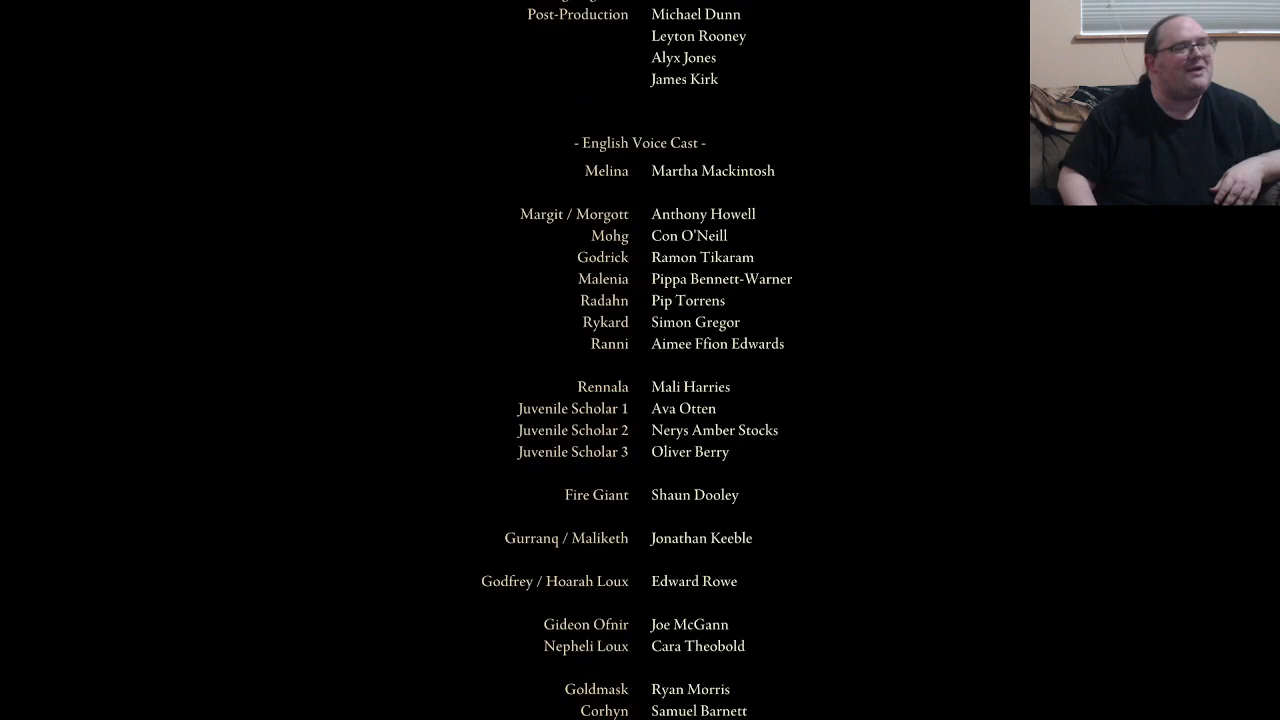 Post-Production Michael Dunn
Leyton Rooney
Alyx Jones
James Kirk
- English Voice Cast -
Melina Martha Mackintosh
Margit / Morgott Anthony Howell
Mohg Con O'Neill
Godrick Ramon Tikaram
Malenia Pippa Bennett-Warner
Radahn Pip Torrens
Rykard Simon Gregor
Ranni Aimee Ffion Edwards
Rennala Mali Harries
Juvenile Scholar 1 Ava Otten
Juvenile Scholar 2 Nerys Amber Stocks
Juvenile Scholar 3 Oliver Berry
Fire Giant Shaun Dooley
Gurranq / Maliketh Jonathan Keeble
Godfrey / Hoarah Loux Edward Rowe
Gideon Ofnir Joe McGann
Nepheli Loux Cara Theobold
Goldmask Ryan Morris
Corhyn Samuel Barnett